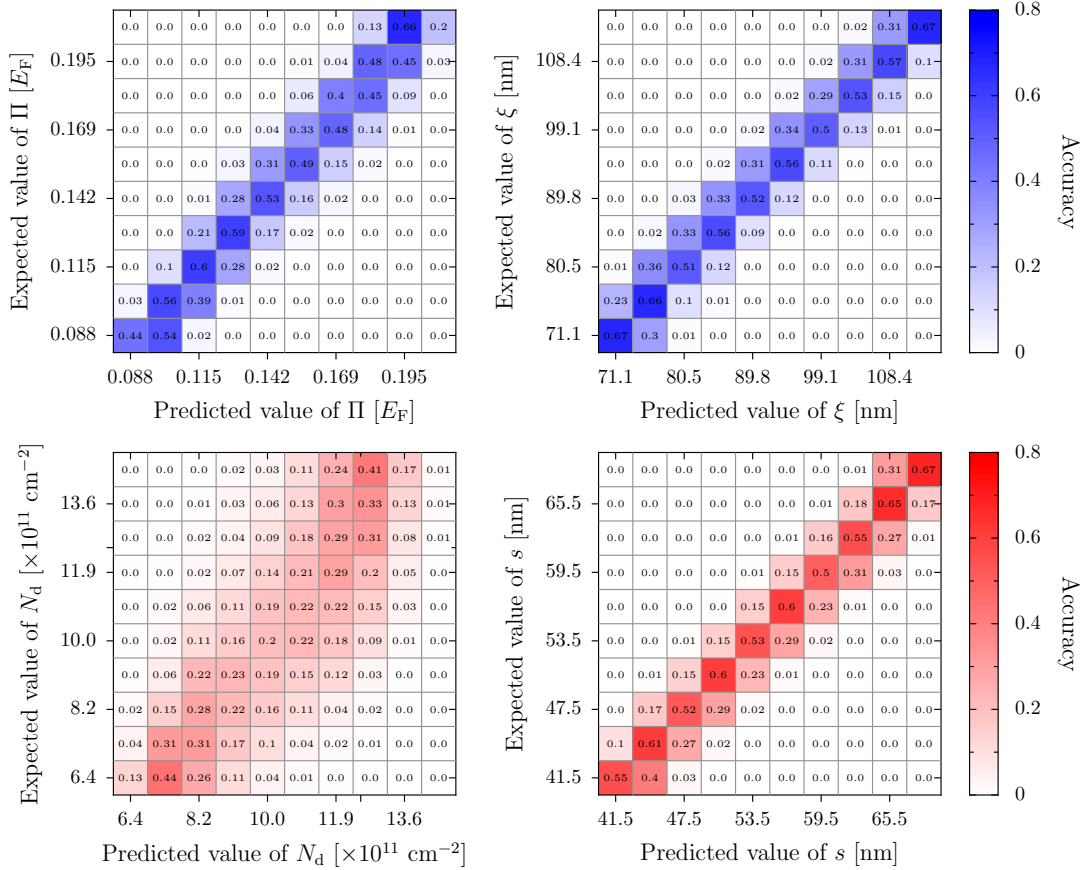 Expected value of Π [E_F]
0.195
0.169
0.142
0.115
0.088
0.0 0.0 0.0 0.0 0.0 0.0 0.0 0.13 0.66 0.2
0.0 0.0 0.0 0.0 0.0 0.01 0.04 0.48 0.45 0.03
0.0 0.0 0.0 0.0 0.0 0.06 0.4 0.45 0.09 0.0
0.0 0.0 0.0 0.0 0.04 0.33 0.48 0.14 0.01 0.0
0.0 0.0 0.0 0.03 0.31 0.49 0.15 0.02 0.0 0.0
0.0 0.0 0.01 0.28 0.53 0.16 0.02 0.0 0.0 0.0
0.0 0.0 0.21 0.59 0.17 0.02 0.0 0.0 0.0 0.0
0.0 0.1 0.6 0.28 0.02 0.0 0.0 0.0 0.0 0.0
0.03 0.56 0.39 0.01 0.0 0.0 0.0 0.0 0.0 0.0
0.44 0.54 0.02 0.0 0.0 0.0 0.0 0.0 0.0 0.0
0.088 0.115 0.142 0.169 0.195
Predicted value of Π [E_F]
Expected value of ξ [nm]
108.4
99.1
89.8
80.5
71.1
0.0 0.0 0.0 0.0 0.0 0.0 0.0 0.02 0.31 0.67
0.0 0.0 0.0 0.0 0.0 0.0 0.02 0.31 0.57 0.1
0.0 0.0 0.0 0.0 0.0 0.02 0.29 0.53 0.15 0.0
0.0 0.0 0.0 0.0 0.02 0.34 0.5 0.13 0.01 0.0
0.0 0.0 0.0 0.02 0.31 0.56 0.11 0.0 0.0 0.0
0.0 0.0 0.03 0.33 0.52 0.12 0.0 0.0 0.0 0.0
0.0 0.02 0.33 0.56 0.09 0.0 0.0 0.0 0.0 0.0
0.01 0.36 0.51 0.12 0.0 0.0 0.0 0.0 0.0 0.0
0.23 0.66 0.1 0.01 0.0 0.0 0.0 0.0 0.0 0.0
0.67 0.3 0.01 0.0 0.0 0.0 0.0 0.0 0.0 0.0
71.1 80.5 89.8 99.1 108.4
Predicted value of ξ [nm]
0.8
0.6
0.4
0.2
0
Accuracy
Expected value of N_d [×10^11 cm^−2]
13.6
11.9
10.0
8.2
6.4
0.0 0.0 0.0 0.02 0.03 0.11 0.24 0.41 0.17 0.01
0.0 0.0 0.01 0.03 0.06 0.13 0.3 0.33 0.13 0.01
0.0 0.0 0.02 0.04 0.09 0.18 0.29 0.31 0.08 0.01
0.0 0.0 0.02 0.07 0.14 0.21 0.29 0.2 0.05 0.0
0.0 0.02 0.06 0.11 0.19 0.22 0.22 0.15 0.03 0.0
0.0 0.02 0.11 0.16 0.2 0.22 0.18 0.09 0.01 0.0
0.0 0.06 0.22 0.23 0.19 0.15 0.12 0.03 0.0 0.0
0.02 0.15 0.28 0.22 0.16 0.11 0.04 0.02 0.0 0.0
0.04 0.31 0.31 0.17 0.1 0.04 0.02 0.01 0.0 0.0
0.13 0.44 0.26 0.11 0.04 0.01 0.0 0.0 0.0 0.0
6.4 8.2 10.0 11.9 13.6
Predicted value of N_d [×10^11 cm^−2]
Expected value of s [nm]
65.5
59.5
53.5
47.5
41.5
0.0 0.0 0.0 0.0 0.0 0.0 0.0 0.01 0.31 0.67
0.0 0.0 0.0 0.0 0.0 0.0 0.01 0.18 0.65 0.17
0.0 0.0 0.0 0.0 0.0 0.01 0.16 0.55 0.27 0.01
0.0 0.0 0.0 0.0 0.01 0.15 0.5 0.31 0.03 0.0
0.0 0.0 0.0 0.0 0.15 0.6 0.23 0.01 0.0 0.0
0.0 0.0 0.01 0.15 0.53 0.29 0.02 0.0 0.0 0.0
0.0 0.01 0.15 0.6 0.23 0.01 0.0 0.0 0.0 0.0
0.0 0.17 0.52 0.29 0.02 0.0 0.0 0.0 0.0 0.0
0.1 0.61 0.27 0.02 0.0 0.0 0.0 0.0 0.0 0.0
0.55 0.4 0.03 0.0 0.0 0.0 0.0 0.0 0.0 0.0
41.5 47.5 53.5 59.5 65.5
Predicted value of s [nm]
0.8
0.6
0.4
0.2
0
Accuracy